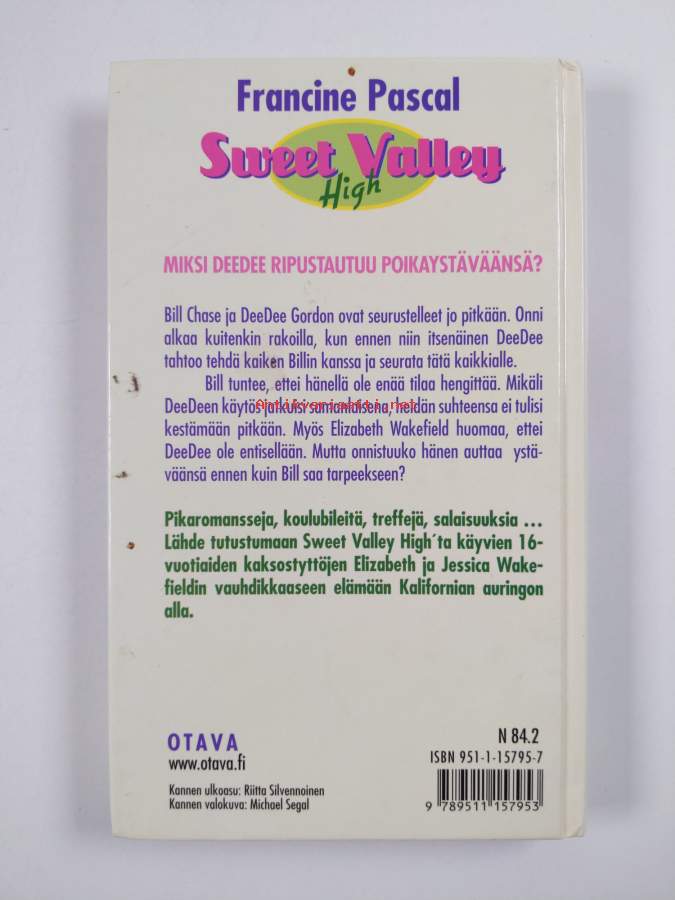 Francine Pascal
Sweet Valley
High
MIKSI DEEDEE RIPUSTAUTUU POIKAYSTÄVÄÄNSÄ?
Bill Chase ja DeeDee Gordon ovat seurustelleet jo pitkään. Onni
alkaa kuitenkin rakoilla, kun ennen niin itsenäinen DeeDee
tahtoo tehdä kaiken Billin kanssa ja seurata tätä kaikkialle.
Bill tuntee, ettei hänellä ole enää tilaa hengittää. Mikäli
DeeDeen käytös jatkuisi samanlaisena, heidän suhteensa ei tulisi
Antikvariaatti.net
kestämään pitkään. Myös Elizabeth Wakefield huomaa, ettei
DeeDee ole entisellään. Mutta onnistuuko hänen auttaa ystä-
väänsä ennen kuin Bill saa tarpeekseen?
Pikaromansseja, koulubileitä, treffejä, salaisuuksia ...
Lähde tutustumaan Sweet Valley High´ta käyvien 16-
vuotiaiden kaksostyttöjen Elizabeth ja Jessica Wake-
fieldin vauhdikkaaseen elämään Kalifornian auringon
alla.
OTAVA
www.otava.fi
Kannen ulkoasu: Riitta Silvennoinen
Kannen valokuva: Michael Segal
N 84.2
ISBN 951-1-15795-7
9 789511 157953